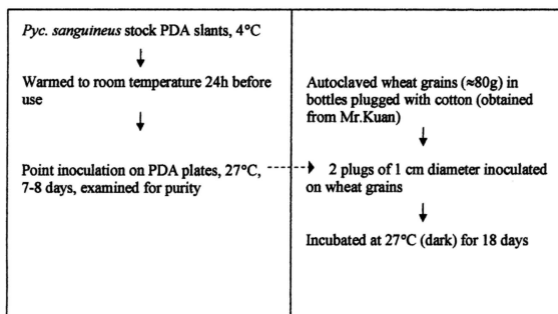 Pyc. sanguineus stock PDA slants, 4°C
Warmed to room temperature 24h before
use
Point inoculation on PDA plates, 27°C,
7-8 days, examined for purity
Autoclaved wheat grains (≈80g) in
bottles plugged with cotton (obtained
from Mr.Kuan)
2 plugs of 1 cm diameter inoculated
on wheat grains
Incubated at 27°C (dark) for 18 days